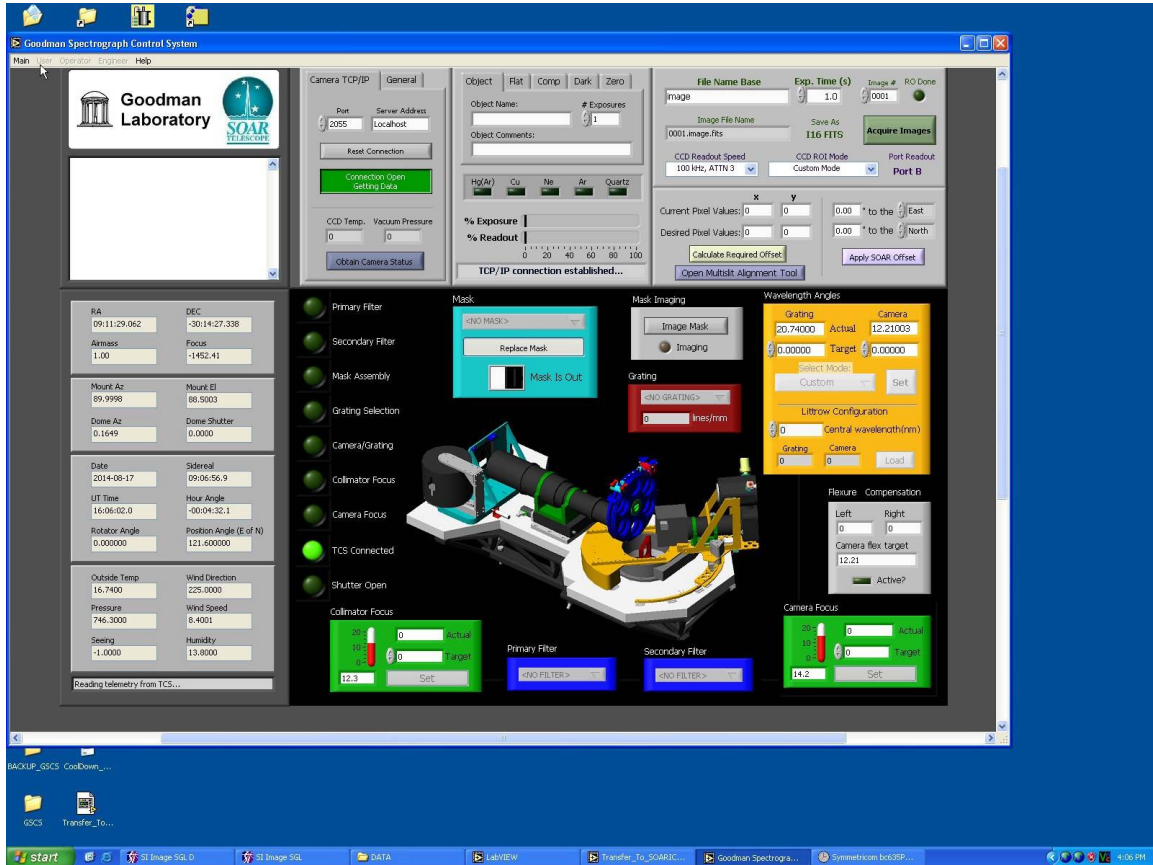 Goodman Spectrograph Control System
Main User Operator Engineer Help
Goodman
Laboratory
SOAR
TELESCOPE
Camera TCP/IP General
Port Server Address
2055 Localhost
Reset Connection
Connection Open
Getting Data
CCD Temp. Vacuum Pressure
0 0
Obtain Camera Status
Object Flat Comp Dark Zero
Object Name: # Exposures
1
Object Comments:
Hg(Ar) Cu Ne Ar Quartz
% Exposure
% Readout
0 20 40 60 80 100
TCP/IP connection established...
File Name Base Exp. Time (s) Image # RO Done
image 1.0 0001
Image File Name Save As
0001.image.fits I16 FITS Acquire Images
CCD Readout Speed CCD ROI Mode Port Readout
100 kHz, ATTN 3 Custom Mode Port B
x y
Current Pixel Values: 0 0 0.00 " to the East
Desired Pixel Values: 0 0 0.00 " to the North
Calculate Required Offset Apply SOAR Offset
Open Multislit Alignment Tool
RA DEC
09:11:29.062 -30:14:27.338
Airmass Focus
1.00 -1452.41
Mount Az Mount El
89.9998 88.5003
Dome Az Dome Shutter
0.1649 0.0000
Date Sidereal
2014-08-17 09:06:56.9
UT Time Hour Angle
16:06:02.0 -00:04:32.1
Rotator Angle Position Angle (E of N)
0.000000 121.600000
Outside Temp Wind Direction
16.7400 225.0000
Pressure Wind Speed
746.3000 8.4001
Seeing Humidity
-1.0000 13.8000
Reading telemetry from TCS...
Primary Filter
Secondary Filter
Mask Assembly
Grating Selection
Camera/Grating
Collimator Focus
Camera Focus
TCS Connected
Shutter Open
Mask
<NO MASK>
Replace Mask
Mask Is Out
Mask Imaging
Image Mask
Imaging
Grating
<NO GRATING>
0 lines/mm
Wavelength Angles
Grating Camera
20.74000 Actual 12.21003
0.00000 Target 0.00000
Select Mode:
Custom Set
Littrow Configuration
0 Central wavelength(nm)
Grating Camera
0 0 Load
Flexure Compensation
Left Right
0 0
Camera flex target
12.21
Active?
Collimator Focus
20
10
0
0 Actual
0 Target
12.3 Set
Primary Filter
<NO FILTER>
Secondary Filter
<NO FILTER>
Camera Focus
20
10
0
0 Actual
0 Target
14.2 Set
BACKUP_GSCS CoolDown_...
GSCS Transfer_To...
start SI Image SGL D SI Image SGL DATA LabVIEW Transfer_To_SOARIC... Goodman Spectrogra... Symmetricom bc635P... 4:06 PM